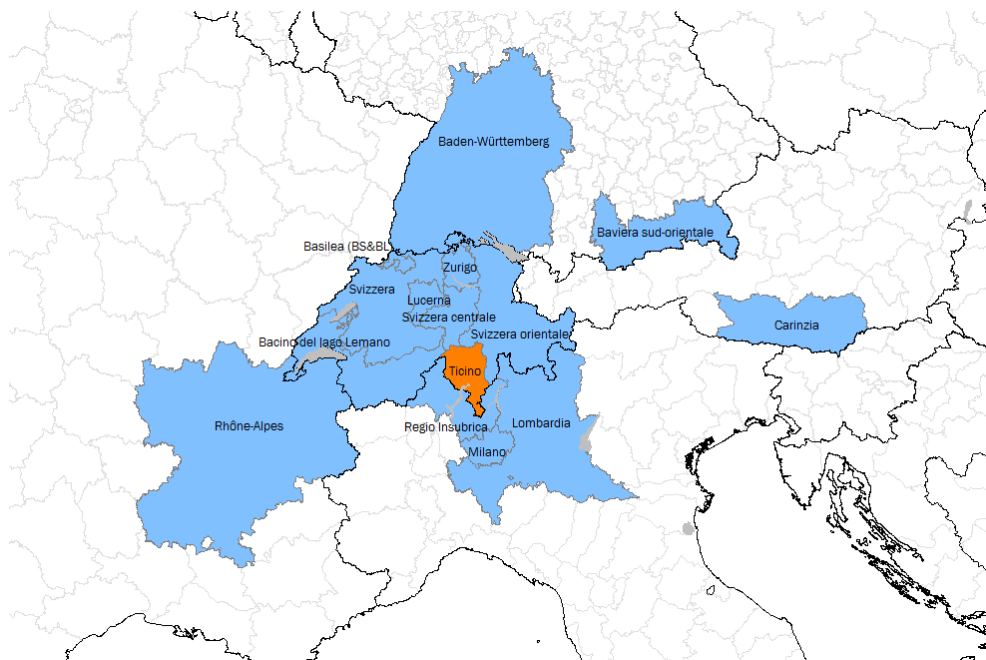 Baden-Württemberg
Baviera sud-orientale
Basilea (BS&BL
Zurigo
Svizzera
Lucerna
Svizzera centrale
Carinzia
Svizzera orientale
Bacino del lago Lemano
Ticino
Lombardia
Rhône-Alpes
Regio Insubrica
Milano